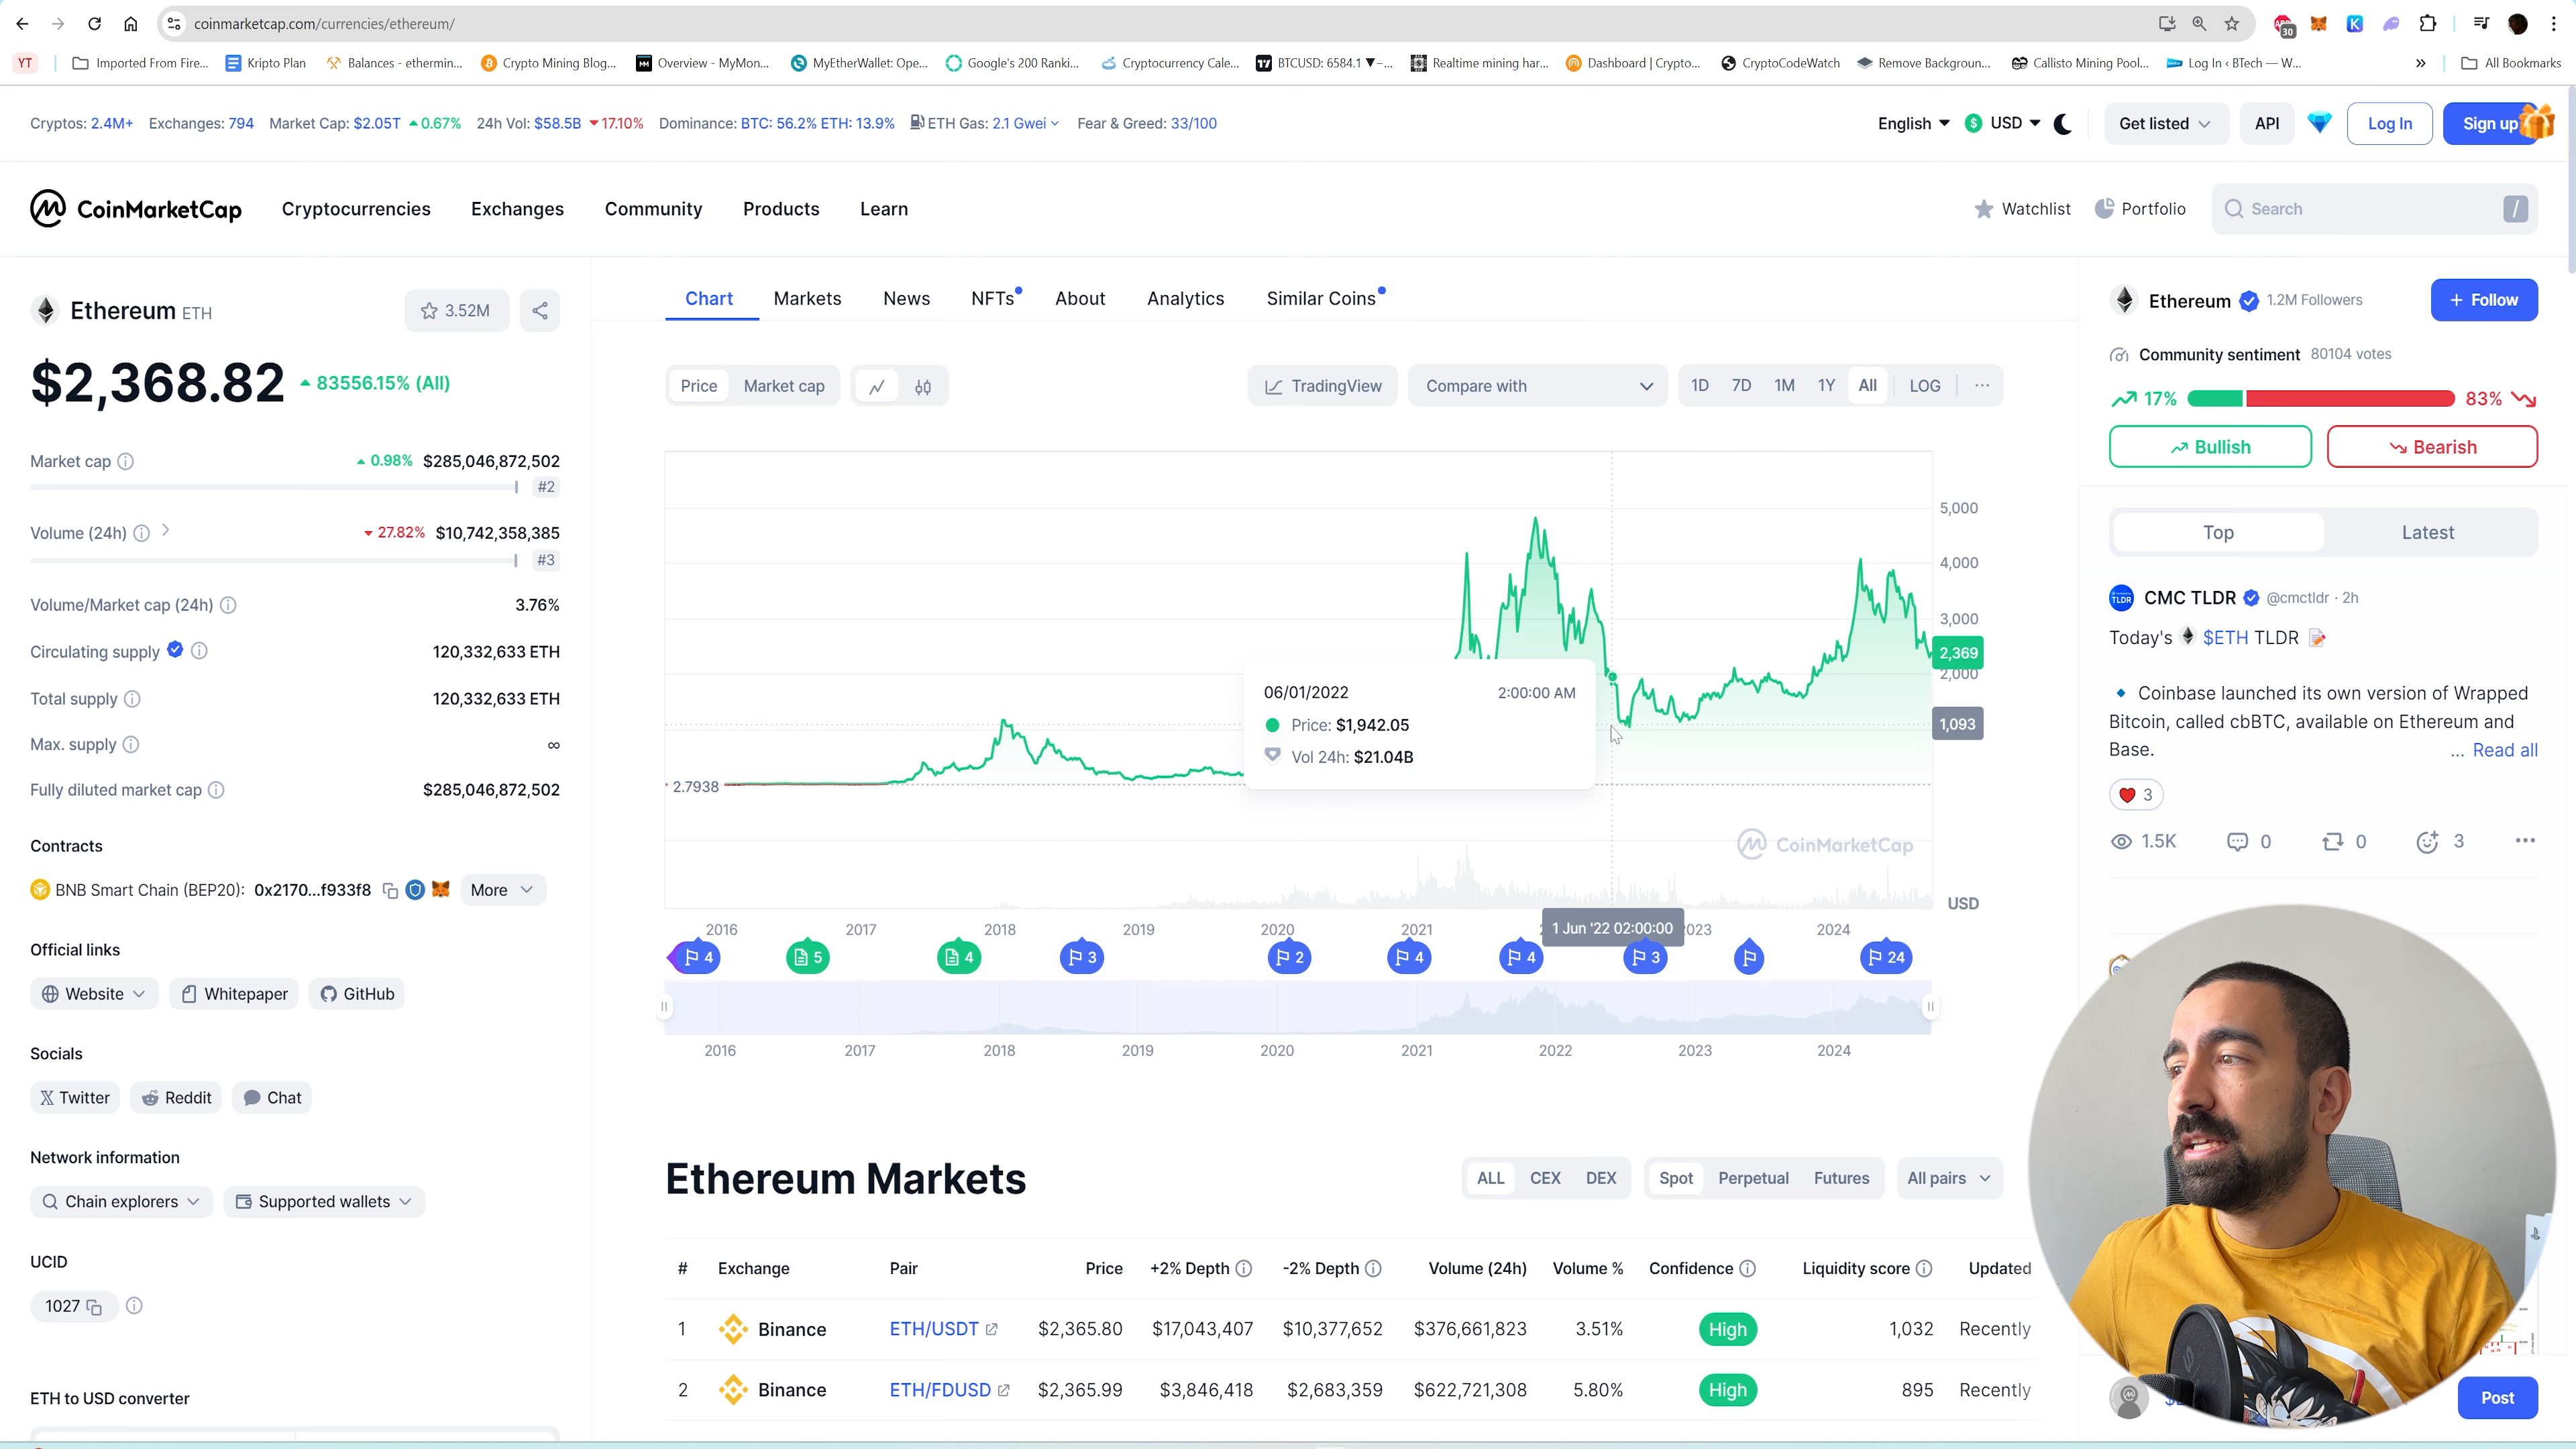 coinmarketcap.com/currencies/ethereum/
30
YT
Imported From Fire...
Kripto Plan
Balances - ethermin...
Crypto Mining Blog...
Overview - MyMon...
MyEtherWallet: Ope...
Google's 200 Ranki...
Cryptocurrency Cale...
BTCUSD: 6584.1 ▼−...
Realtime mining har...
Dashboard | Crypto...
CryptoCodeWatch
Remove Backgroun...
Callisto Mining Pool...
Log In ‹ BTech — W...
»
All Bookmarks
Cryptos: 2.4M+ Exchanges: 794 Market Cap: $2.05T 0.67% 24h Vol: $58.5B 17.10% Dominance: BTC: 56.2% ETH: 13.9% ETH Gas: 2.1 Gwei Fear & Greed: 33/100
English
USD
Get listed
API
Log In
Sign up
CoinMarketCap
Cryptocurrencies
Exchanges
Community
Products
Learn
Watchlist
Portfolio
Search
/
Ethereum ETH
3.52M
$2,368.82 83556.15% (All)
Market cap 0.98% $285,046,872,502
#2
Volume (24h) 27.82% $10,742,358,385
#3
Volume/Market cap (24h) 3.76%
Circulating supply 120,332,633 ETH
Total supply 120,332,633 ETH
Max. supply ∞
Fully diluted market cap $285,046,872,502
Contracts
BNB Smart Chain (BEP20): 0x2170...f933f8 More
Official links
Website Whitepaper GitHub
Socials
Twitter Reddit Chat
Network information
Chain explorers Supported wallets
UCID
1027
ETH to USD converter
Chart Markets News NFTs About Analytics Similar Coins
Price Market cap
TradingView
Compare with
1D 7D 1M 1Y All LOG ...
5,000
4,000
3,000
2,369
2,000
1,093
2.7938
06/01/2022 2:00:00 AM
Price: $1,942.05
Vol 24h: $21.04B
CoinMarketCap
USD
2016 2017 2018 2019 2020 2021 1 Jun '22 02:00:00 2023 2024
4 5 4 3 2 4 4 3 24
2016 2017 2018 2019 2020 2021 2022 2023 2024
Ethereum Markets
ALL CEX DEX
Spot Perpetual Futures
All pairs
# Exchange Pair Price +2% Depth -2% Depth Volume (24h) Volume % Confidence Liquidity score Updated
1 Binance ETH/USDT $2,365.80 $17,043,407 $10,377,652 $376,661,823 3.51% High 1,032 Recently
2 Binance ETH/FDUSD $2,365.99 $3,846,418 $2,683,359 $622,721,308 5.80% High 895 Recently
Ethereum 1.2M Followers
+ Follow
Community sentiment 80104 votes
17% 83%
Bullish Bearish
Top Latest
TLDR
CMC TLDR @cmctldr · 2h
Today's $ETH TLDR
Coinbase launched its own version of Wrapped
Bitcoin, called cbBTC, available on Ethereum and
Base. ... Read all
3
1.5K 0 0 3 ...
Post